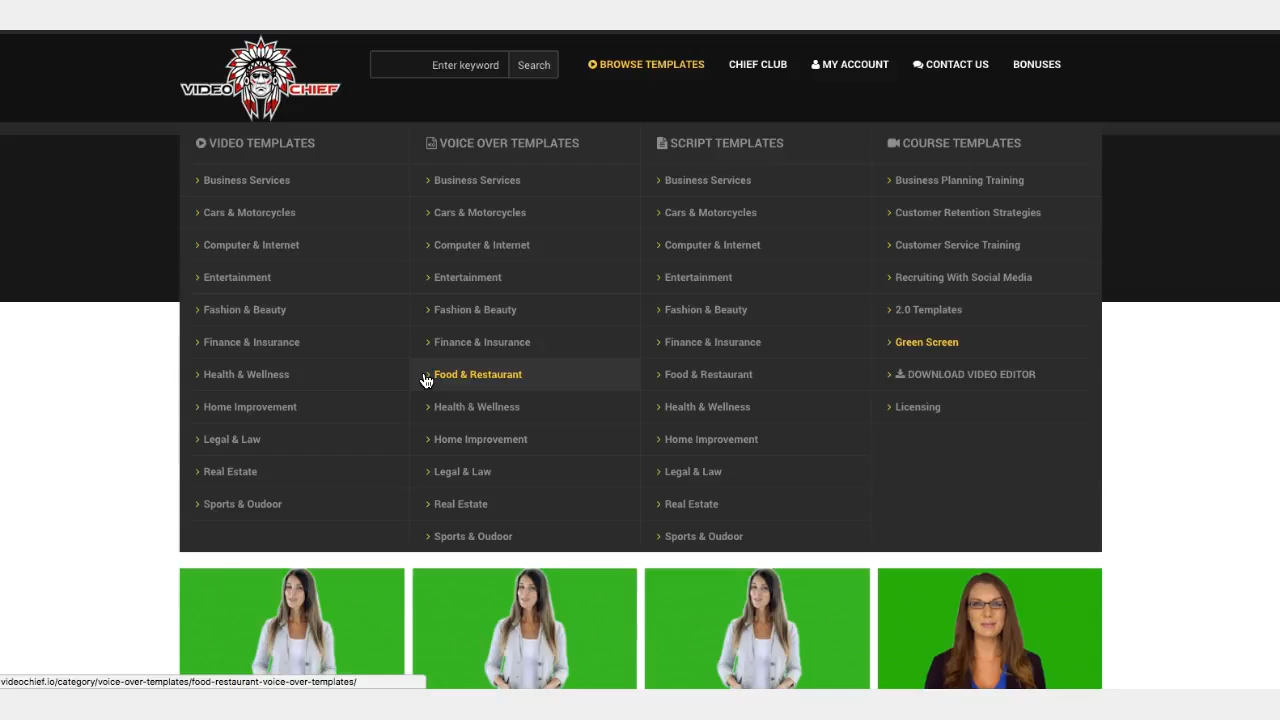 VIDEO CHIEF
Enter keyword
Search
BROWSE TEMPLATES
CHIEF CLUB
MY ACCOUNT
CONTACT US
BONUSES
VIDEO TEMPLATES
Business Services
Cars & Motorcycles
Computer & Internet
Entertainment
Fashion & Beauty
Finance & Insurance
Health & Wellness
Home Improvement
Legal & Law
Real Estate
Sports & Oudoor
VOICE OVER TEMPLATES
Business Services
Cars & Motorcycles
Computer & Internet
Entertainment
Fashion & Beauty
Finance & Insurance
Food & Restaurant
Health & Wellness
Home Improvement
Legal & Law
Real Estate
Sports & Oudoor
SCRIPT TEMPLATES
Business Services
Cars & Motorcycles
Computer & Internet
Entertainment
Fashion & Beauty
Finance & Insurance
Food & Restaurant
Health & Wellness
Home Improvement
Legal & Law
Real Estate
Sports & Oudoor
COURSE TEMPLATES
Business Planning Training
Customer Retention Strategies
Customer Service Training
Recruiting With Social Media
2.0 Templates
Green Screen
DOWNLOAD VIDEO EDITOR
Licensing
videochief.io/category/voice-over-templates/food-restaurant-voice-over-templates/